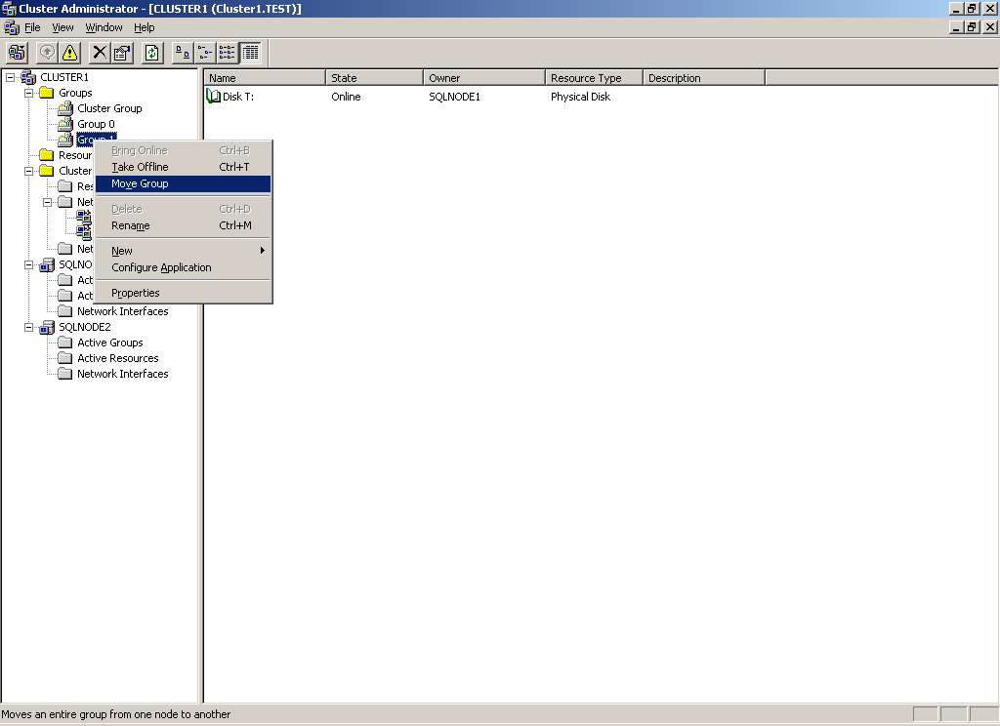 Cluster Administrator - [CLUSTER1 (Cluster1.TEST)]
File View Window Help
CLUSTER1
Groups
Cluster Group
Group 0
Group 1
Resour
Cluster
Res
Net
Net
SQLNO
Act
Act
Network Interfaces
SQLNODE2
Active Groups
Active Resources
Network Interfaces
Bring Online Ctrl+B
Take Offline Ctrl+T
Move Group
Delete Ctrl+D
Rename Ctrl+M
New
Configure Application
Properties
Name State Owner Resource Type Description
Disk T: Online SQLNODE1 Physical Disk
Moves an entire group from one node to another